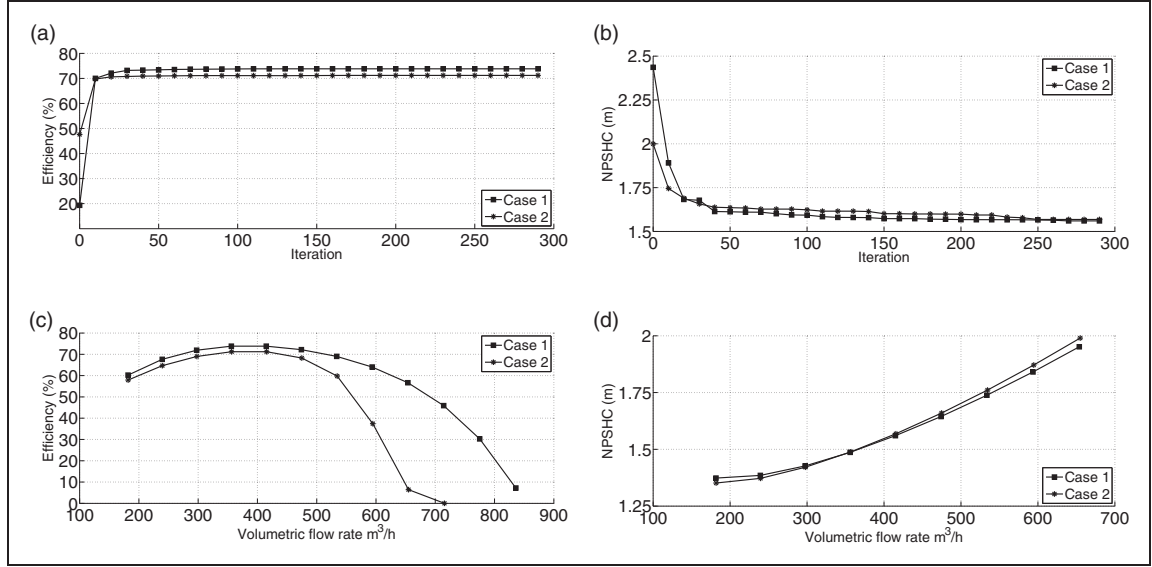 (a)
80
70
60
50
40
30
20
Efficiency (%)
0
50
100
150
200
250
300
Iteration
Case 1
Case 2
(b)
2.5
2.25
2
1.75
1.5
NPSHC (m)
0
50
100
150
200
250
300
Iteration
Case 1
Case 2
(c)
80
70
60
50
40
30
20
10
0
Efficiency (%)
100
200
300
400
500
600
700
800
900
Volumetric flow rate m³/h
Case 1
Case 2
(d)
2
1.75
1.5
1.25
NPSHC (m)
100
200
300
400
500
600
700
Volumetric flow rate m³/h
Case 1
Case 2